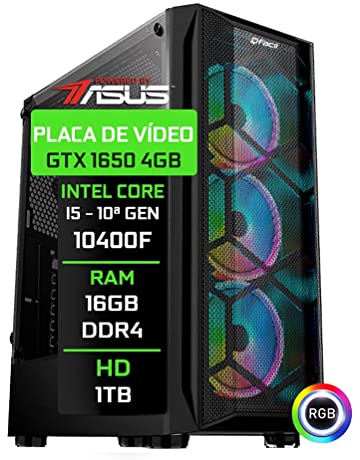 fácil
POWERED BY
ASUS
PLACA DE VÍDEO
GTX 1650 4GB
INTEL CORE
I5 - 10ª GEN
10400F
RAM
16GB
DDR4
HD
1TB
RGB